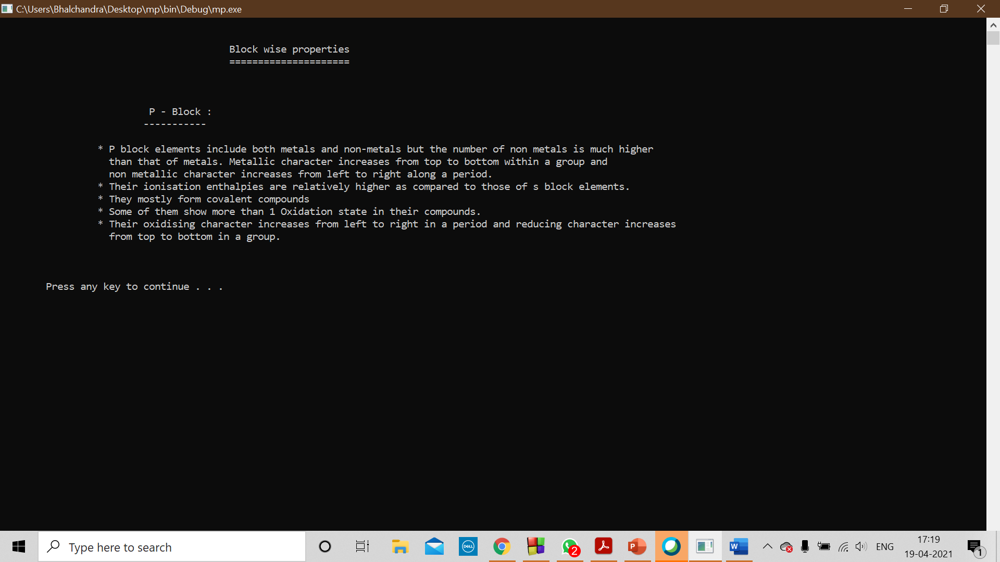 C:\Users\Bhalchandra\Desktop\mp\bin\Debug\mp.exe
Block wise properties
=====================
P - Block :
-----------
* P block elements include both metals and non-metals but the number of non metals is much higher
than that of metals. Metallic character increases from top to bottom within a group and
non metallic character increases from left to right along a period.
* Their ionisation enthalpies are relatively higher as compared to those of s block elements.
* They mostly form covalent compounds
* Some of them show more than 1 Oxidation state in their compounds.
* Their oxidising character increases from left to right in a period and reducing character increases
from top to bottom in a group.
Press any key to continue . . .
Type here to search
DELL
2
P
W
ENG
17:19
19-04-2021
1